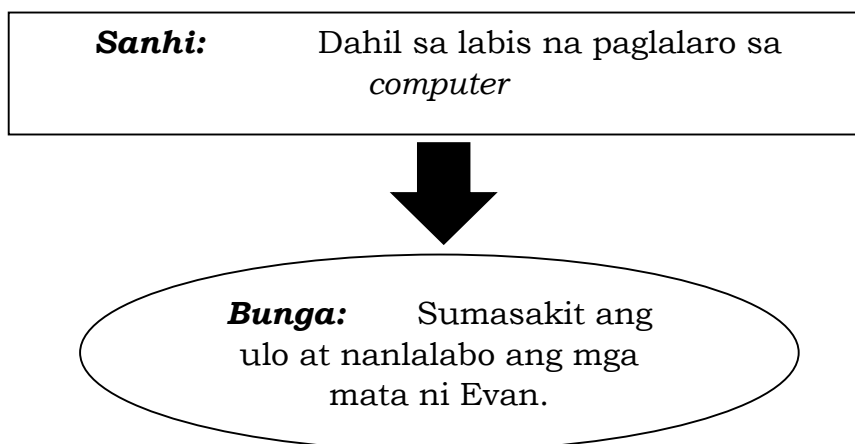 Sanhi: Dahil sa labis na paglalaro sa
computer
Bunga: Sumasakit ang
ulo at nanlalabo ang mga
mata ni Evan.